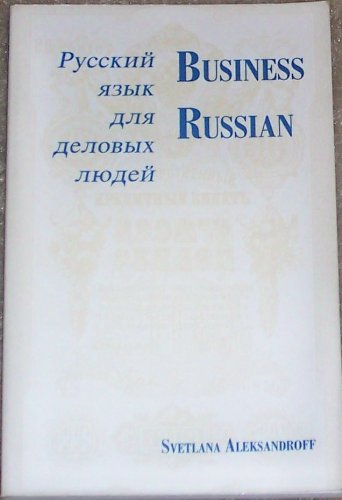 Русский
язык
для
деловых
людей
BUSINESS
RUSSIAN
SVETLANA ALEKSANDROFF